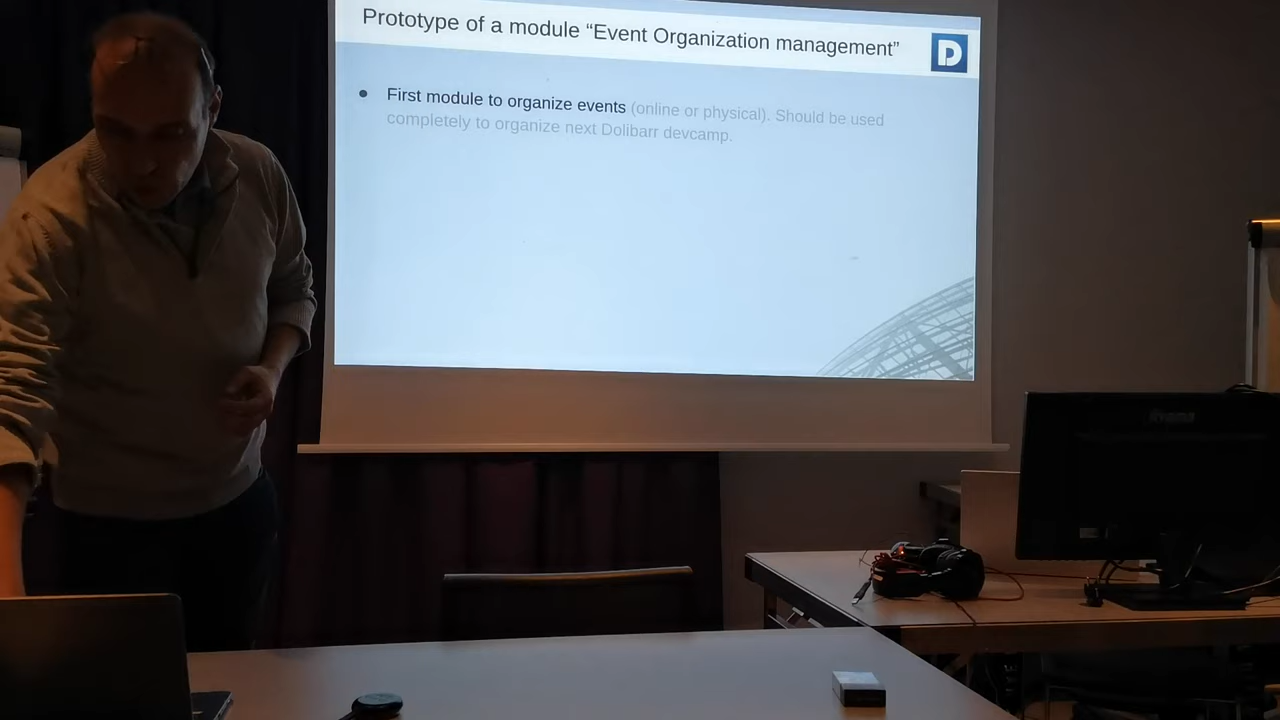 Prototype of a module “Event Organization management”
D
First module to organize events (online or physical). Should be used
completely to organize next Dolibarr devcamp.